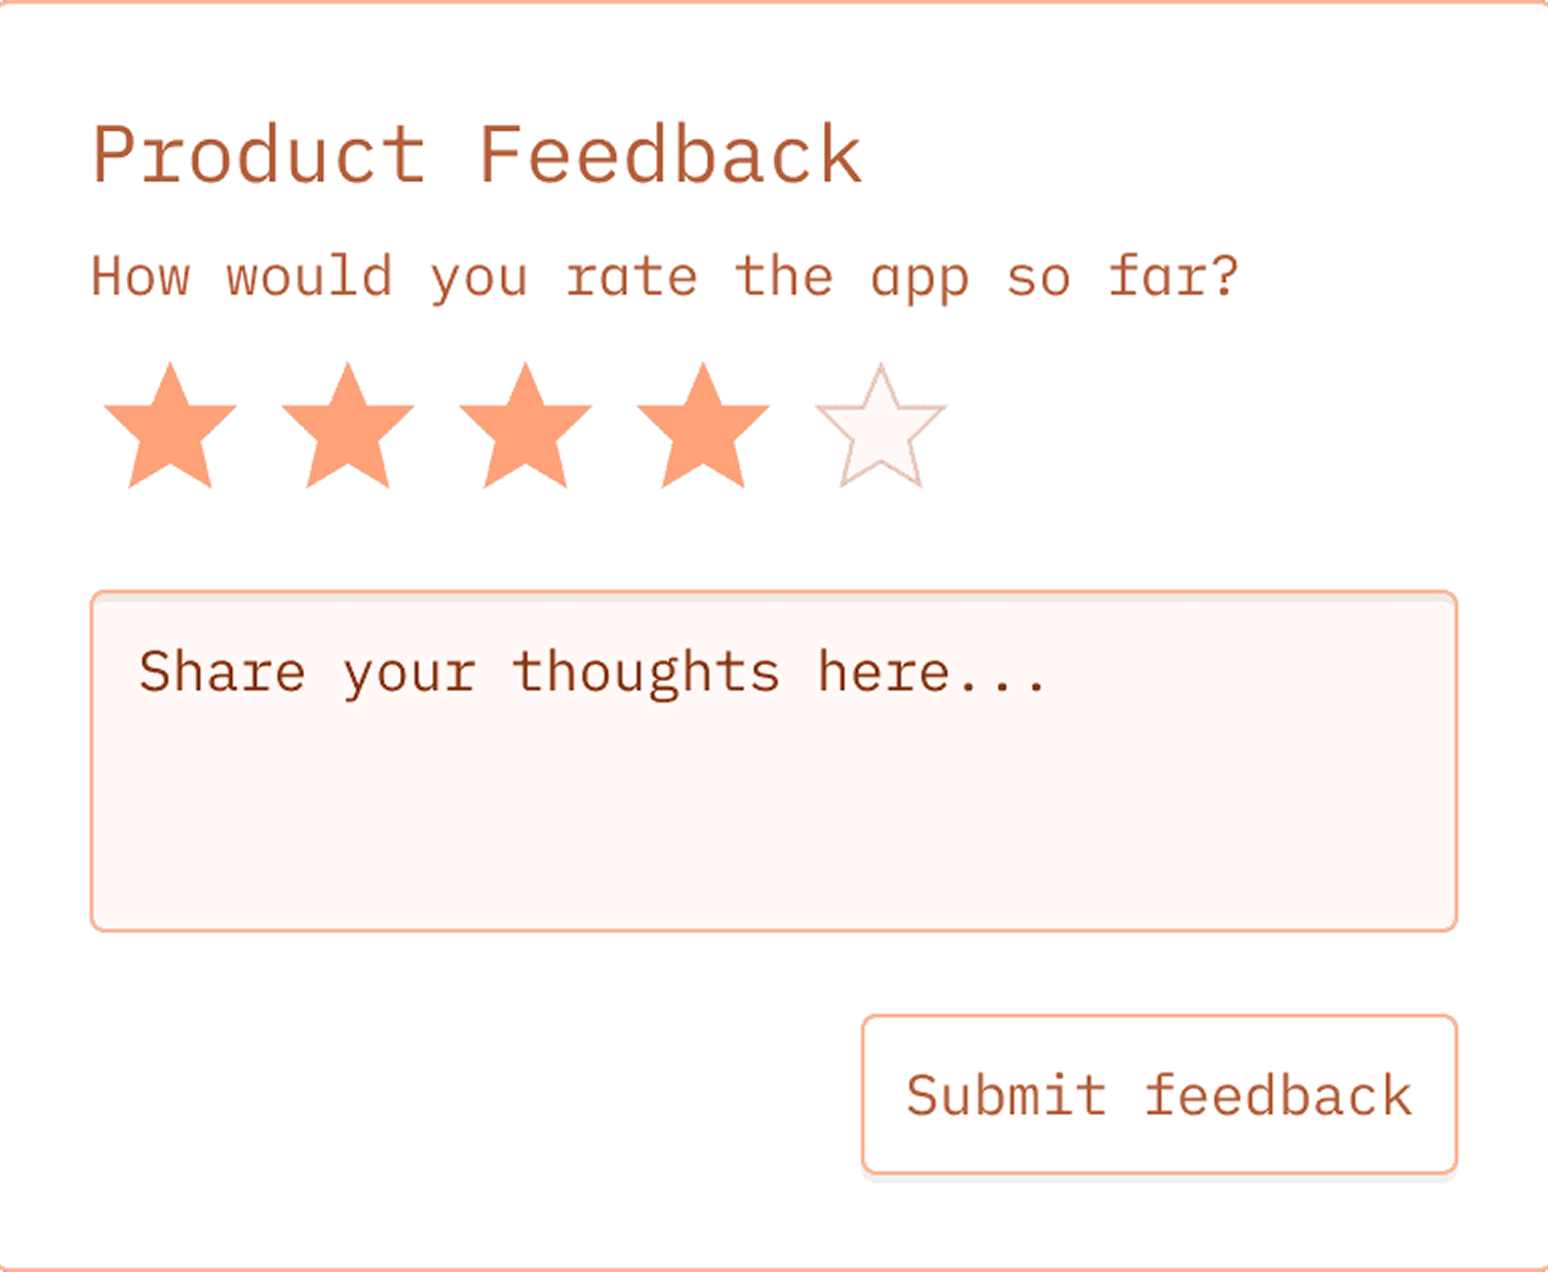 Product Feedback
How would you rate the app so far?
Share your thoughts here...
Submit feedback